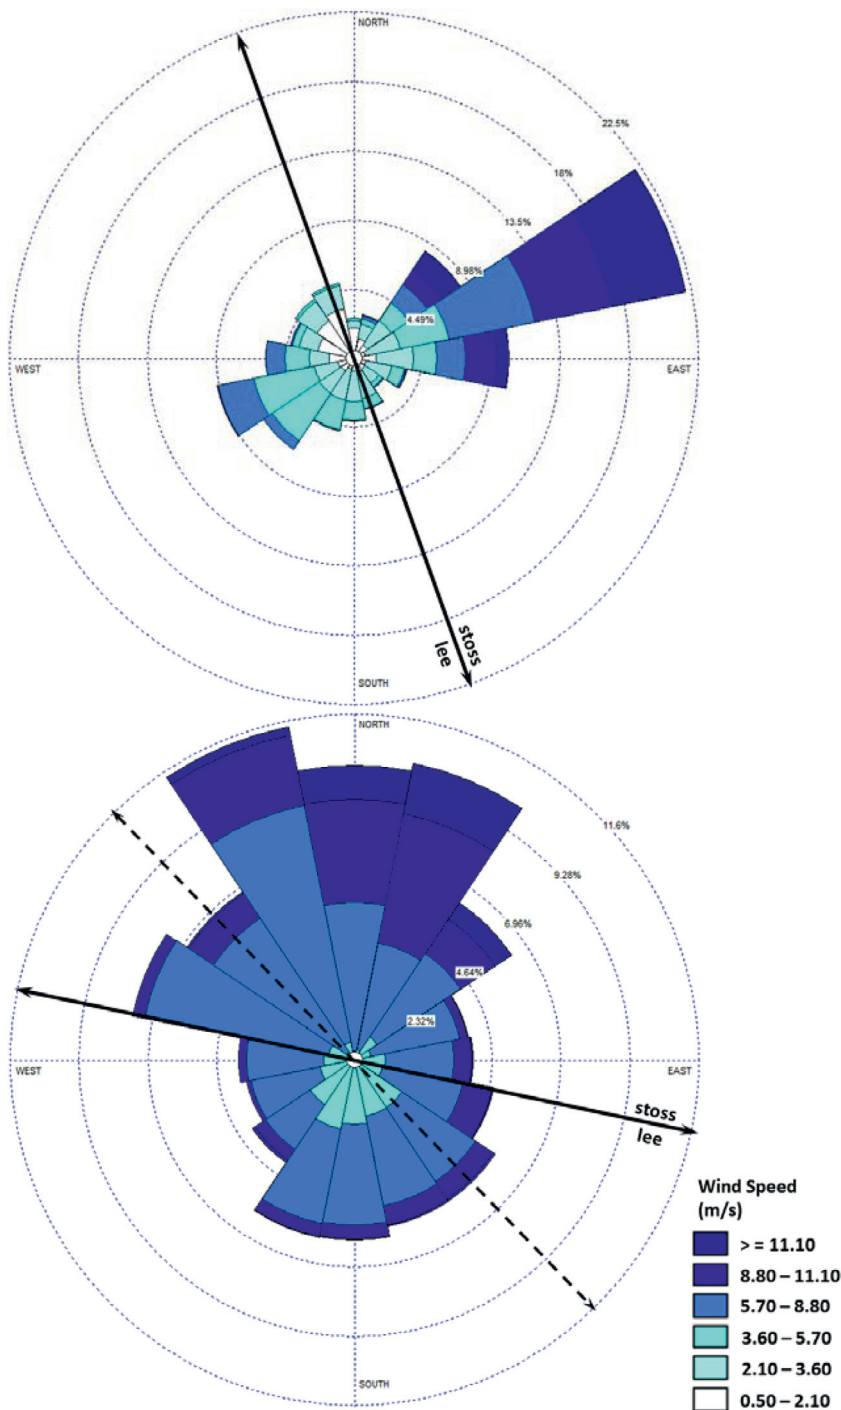 NORTH
22.5%
18%
13.5%
8.98%
4.49%
WEST
EAST
stoss
lee
SOUTH
NORTH
11.6%
9.28%
6.96%
4.64%
2.32%
WEST
EAST
stoss
lee
SOUTH
Wind Speed
(m/s)
> = 11.10
8.80 – 11.10
5.70 – 8.80
3.60 – 5.70
2.10 – 3.60
0.50 – 2.10